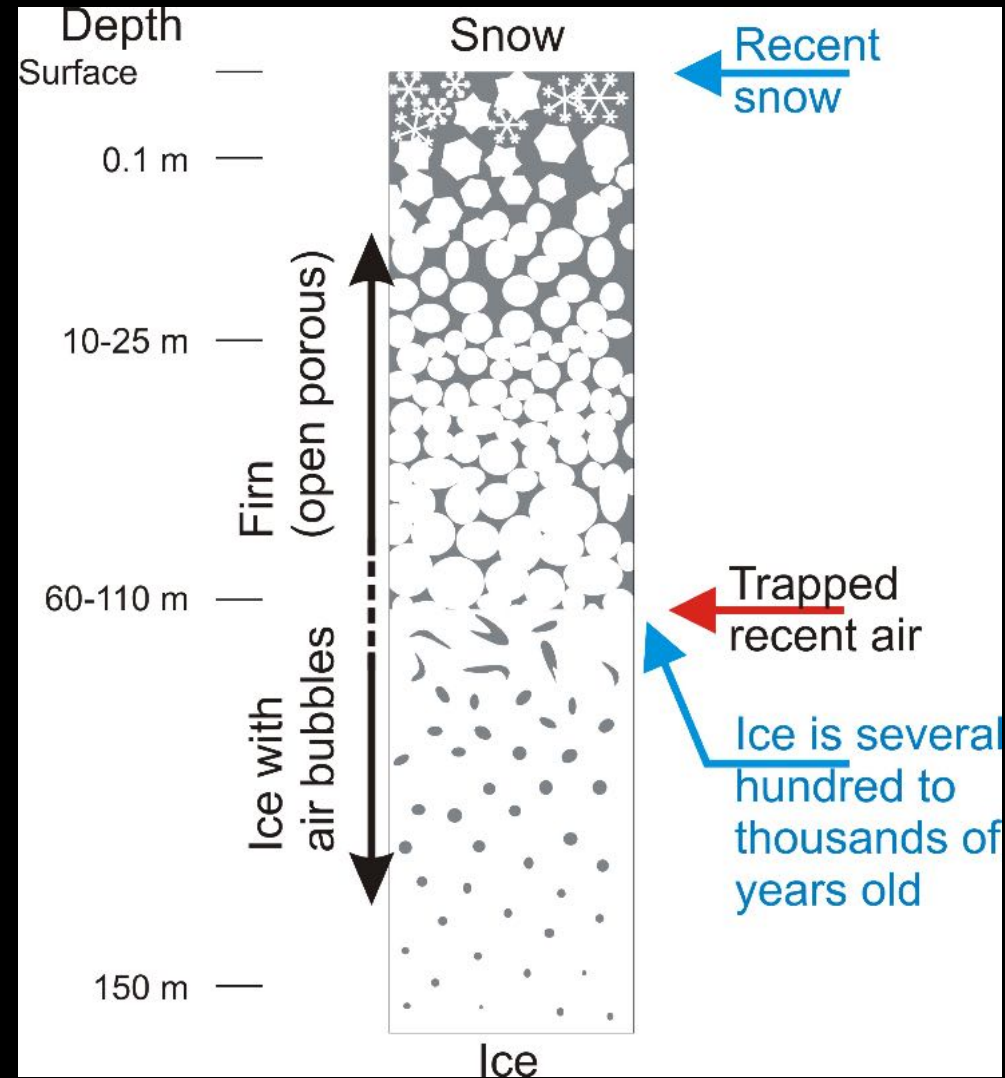 Depth
Snow
Surface
Recent
snow
0.1 m
10-25 m
Firn
(open porous)
60-110 m
Trapped
recent air
Ice with
air bubbles
Ice is several
hundred to
thousands of
years old
150 m
Ice